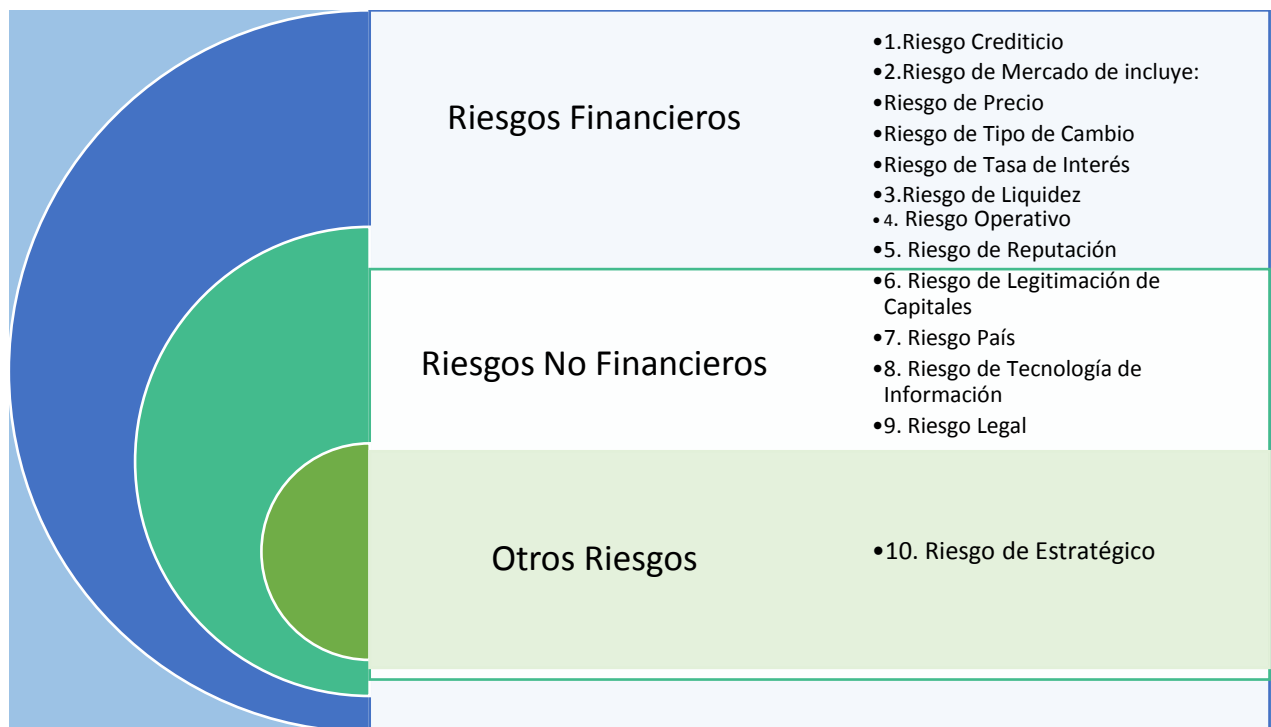 Riesgos Financieros
•1.Riesgo Crediticio
•2.Riesgo de Mercado de incluye:
•Riesgo de Precio
•Riesgo de Tipo de Cambio
•Riesgo de Tasa de Interés
•3.Riesgo de Liquidez
•4. Riesgo Operativo
•5. Riesgo de Reputación
Riesgos No Financieros
•6. Riesgo de Legitimación de
Capitales
•7. Riesgo País
•8. Riesgo de Tecnología de
Información
•9. Riesgo Legal
Otros Riesgos
•10. Riesgo de Estratégico